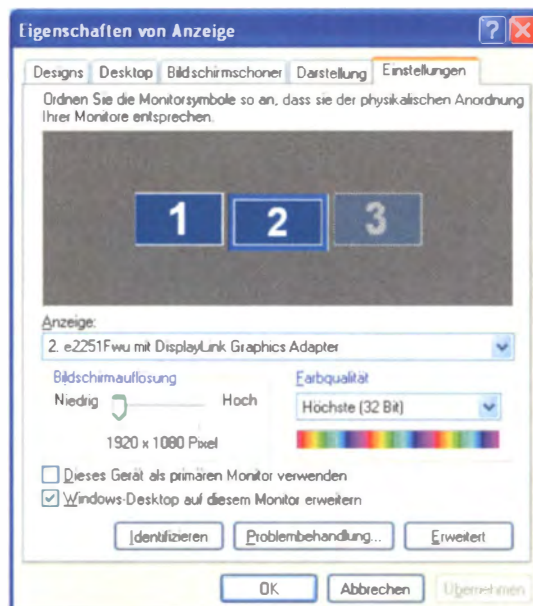 Eigenschaften von Anzeige
Designs Desktop Bildschirmschoner Darstellung Einstellungen
Ordnen Sie die Monitorsymbole so an, dass sie der physikalischen Anordnung
Ihrer Monitore entsprechen.
1 2 3
Anzeige:
2. e2251Fwu mit DisplayLink Graphics Adapter
Bildschirmauflösung
Niedrig Hoch
1920 x 1080 Pixel
Farbqualität
Höchste (32 Bit)
Dieses Gerät als primären Monitor verwenden
Windows-Desktop auf diesem Monitor erweitern
Identifizieren Problembehandlung... Erweitert
OK Abbrechen Übernehmen